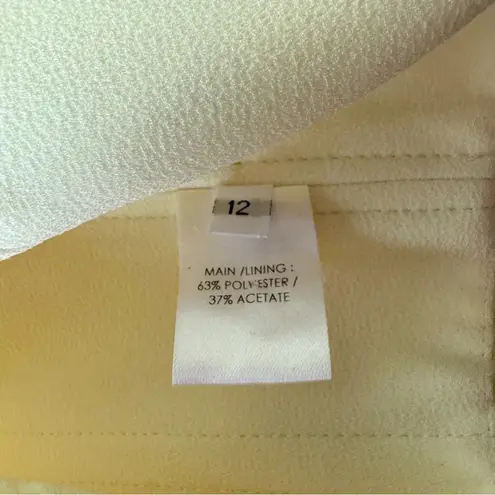 12
MAIN /LINING :
63% POLYESTER /
37% ACETATE